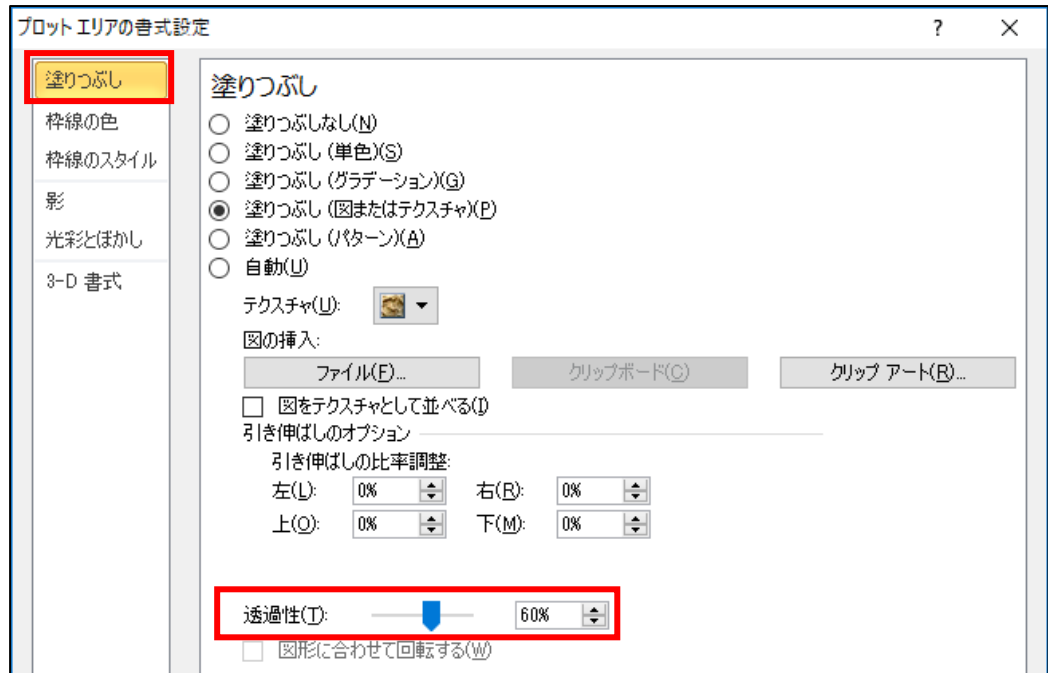 プロット エリアの書式設定 ? ×
塗りつぶし
枠線の色
枠線のスタイル
影
光彩とぼかし
3-D 書式
塗りつぶし
塗りつぶしなし(N)
塗りつぶし (単色)(S)
塗りつぶし (グラデーション)(G)
塗りつぶし (図またはテクスチャ)(P)
塗りつぶし (パターン)(A)
自動(U)
テクスチャ(U):
図の挿入:
ファイル(F)... クリップボード(C) クリップ アート(R)...
図をテクスチャとして並べる(I)
引き伸ばしのオプション
引き伸ばしの比率調整:
左(L): 0% 右(R): 0%
上(O): 0% 下(M): 0%
透過性(T): 60%
図形に合わせて回転する(W)